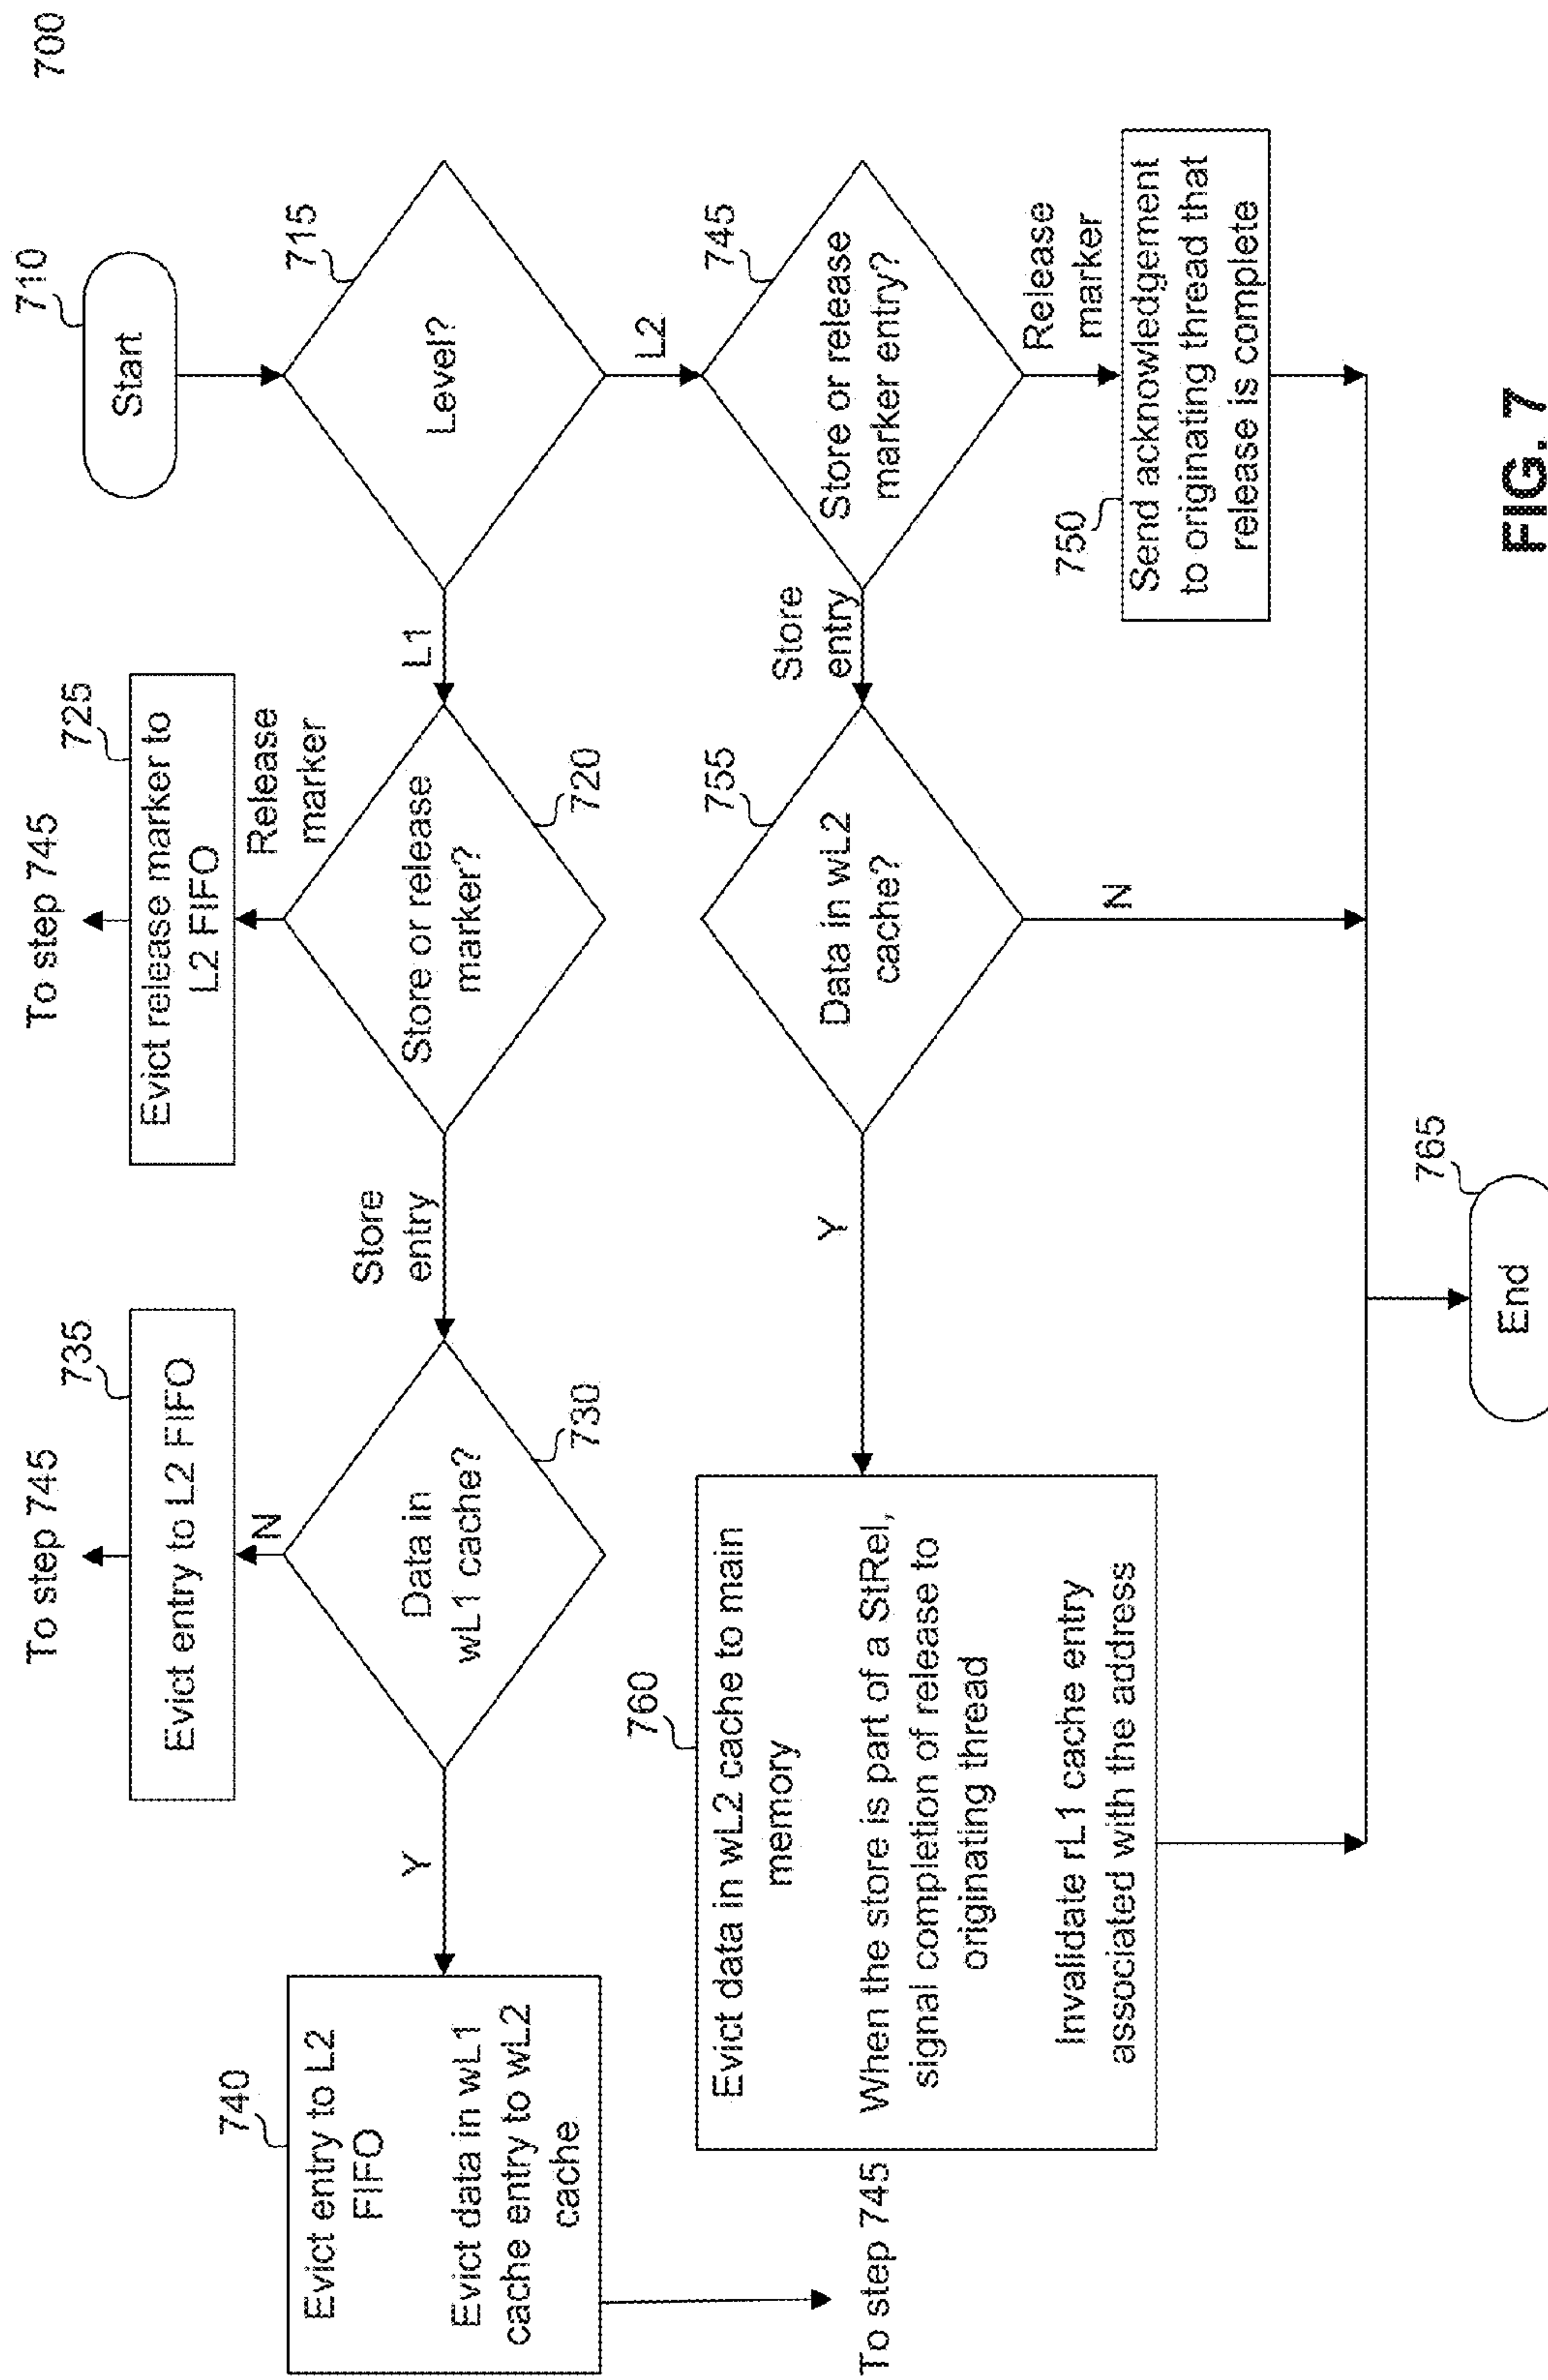 700
710
Start
715
Level?
L1
L2
720
Store or release
marker?
Release
marker
725
Evict release marker to
L2 FIFO
To step 745
Store
entry
730
Data in
wL1 cache?
N
735
Evict entry to L2 FIFO
To step 745
Y
740
Evict entry to L2
FIFO
Evict data in wL1
cache entry to wL2
cache
To step 745
745
Store or release
marker entry?
Release
marker
750
Send acknowledgement
to originating thread that
release is complete
Store
entry
755
Data in wL2
cache?
N
Y
760
Evict data in wL2 cache to main
memory
When the store is part of a StRel,
signal completion of release to
originating thread
Invalidate rL1 cache entry
associated with the address
765
End
FIG. 7